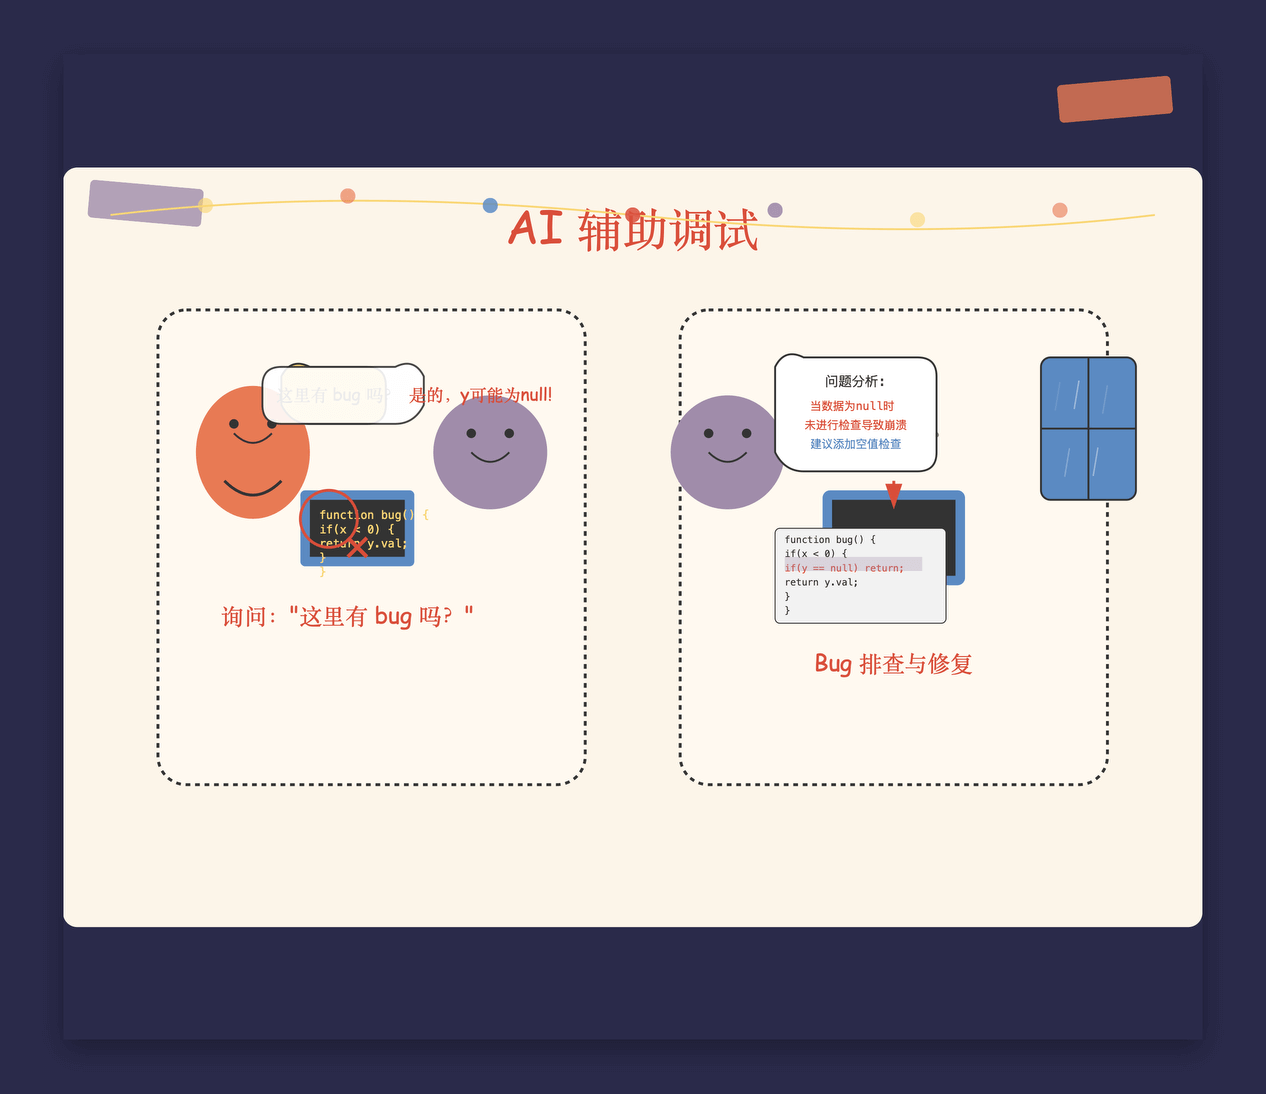 AI 辅助调试
这里有 bug 吗?
是的，y可能为null!
function bug() {
if(x < 0) {
return y.val;
}
}
询问："这里有 bug 吗？"
问题分析:
当数据为null时
未进行检查导致崩溃
建议添加空值检查
function bug() {
if(x < 0) {
if(y == null) return;
return y.val;
}
}
Bug 排查与修复